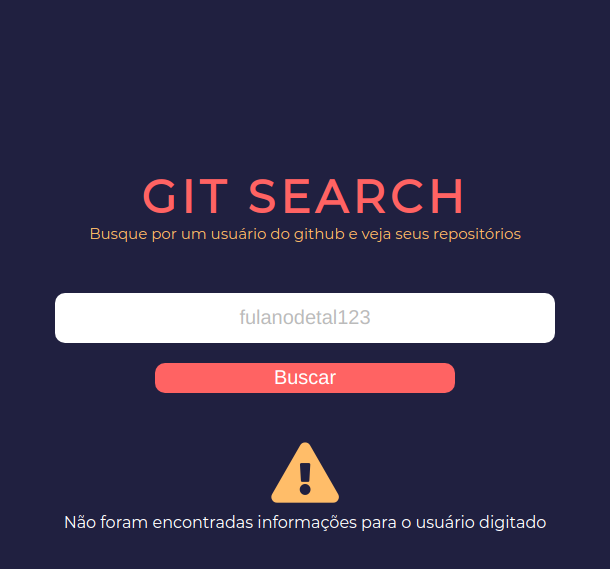 GIT SEARCH
Busque por um usuário do github e veja seus repositórios
fulanodetal123
Buscar
Não foram encontradas informações para o usuário digitado